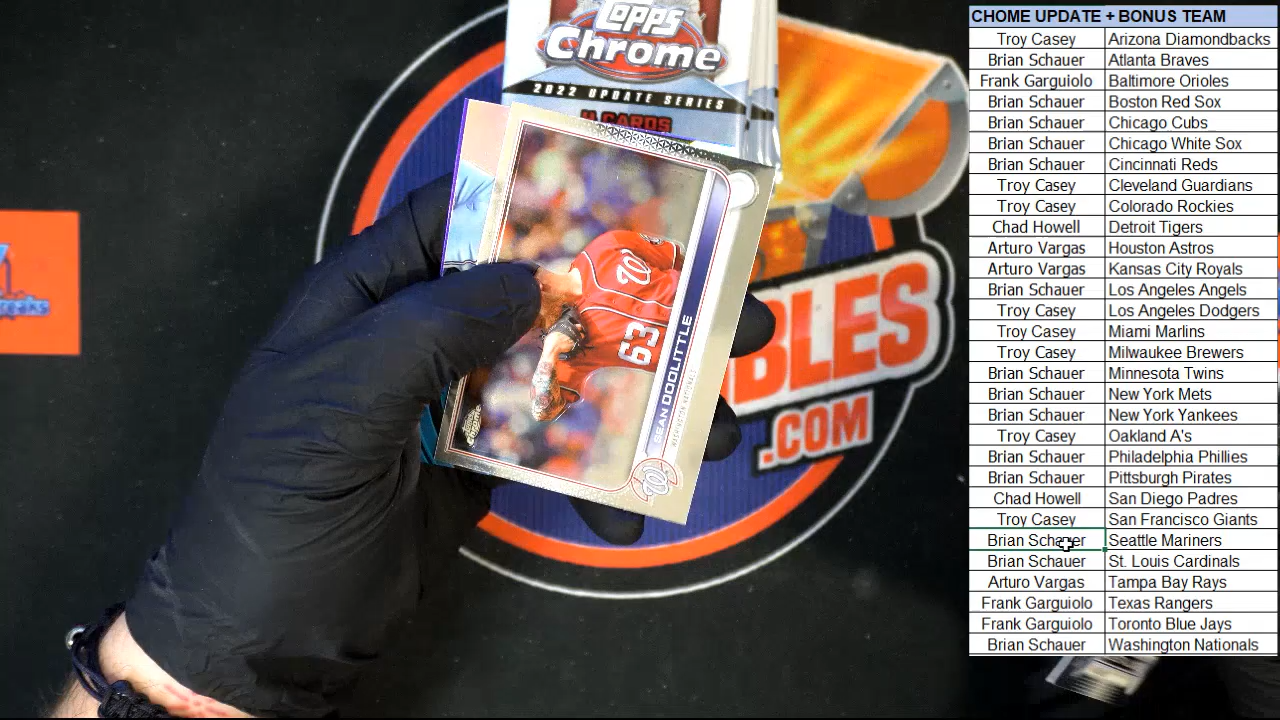 Topps
Chrome
2022 UPDATE SERIES
4 CARDS
W
63
SEAN DOOLITTLE
WASHINGTON NATIONALS
W
BLES
.COM
reaks
CHOME UPDATE + BONUS TEAM
Troy Casey Arizona Diamondbacks
Brian Schauer Atlanta Braves
Frank Garguiolo Baltimore Orioles
Brian Schauer Boston Red Sox
Brian Schauer Chicago Cubs
Brian Schauer Chicago White Sox
Brian Schauer Cincinnati Reds
Troy Casey Cleveland Guardians
Troy Casey Colorado Rockies
Chad Howell Detroit Tigers
Arturo Vargas Houston Astros
Arturo Vargas Kansas City Royals
Brian Schauer Los Angeles Angels
Troy Casey Los Angeles Dodgers
Troy Casey Miami Marlins
Troy Casey Milwaukee Brewers
Brian Schauer Minnesota Twins
Brian Schauer New York Mets
Brian Schauer New York Yankees
Troy Casey Oakland A's
Brian Schauer Philadelphia Phillies
Brian Schauer Pittsburgh Pirates
Chad Howell San Diego Padres
Troy Casey San Francisco Giants
Brian Schauer Seattle Mariners
Brian Schauer St. Louis Cardinals
Arturo Vargas Tampa Bay Rays
Frank Garguiolo Texas Rangers
Frank Garguiolo Toronto Blue Jays
Brian Schauer Washington Nationals